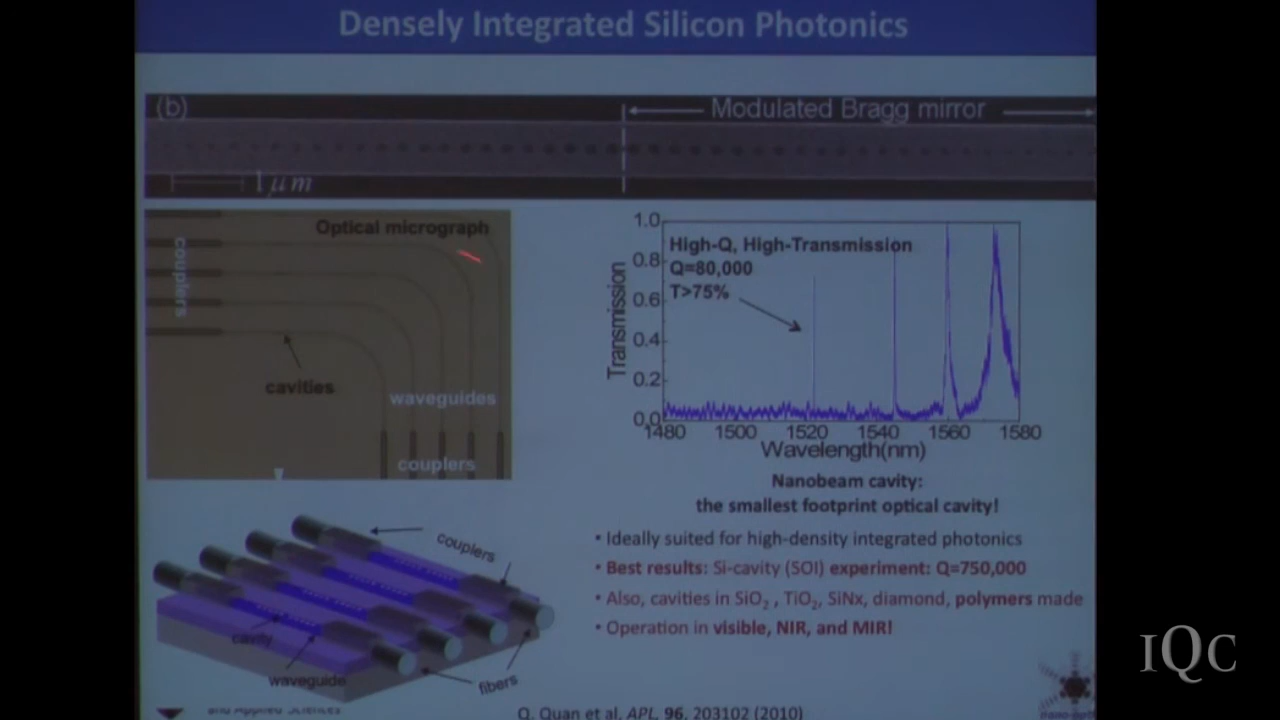 Densely Integrated Silicon Photonics
(b)
Modulated Bragg mirror
1 μm
Optical micrograph
couplers
cavities
waveguides
couplers
High-Q, High-Transmission
Q=80,000
T>75%
Transmission
1.0
0.8
0.6
0.4
0.2
0.0
1480 1500 1520 1540 1560 1580
Wavelength(nm)
Nanobeam cavity:
the smallest footprint optical cavity!
• Ideally suited for high-density integrated photonics
• Best results: Si-cavity (SOI) experiment: Q=750,000
• Also, cavities in SiO₂ , TiO₂, SiNx, diamond, polymers made
• Operation in visible, NIR, and MIR!
couplers
cavity
waveguide
fibers
and Applied Sciences
Q. Quan et al, APL, 96, 203102 (2010)
IQC